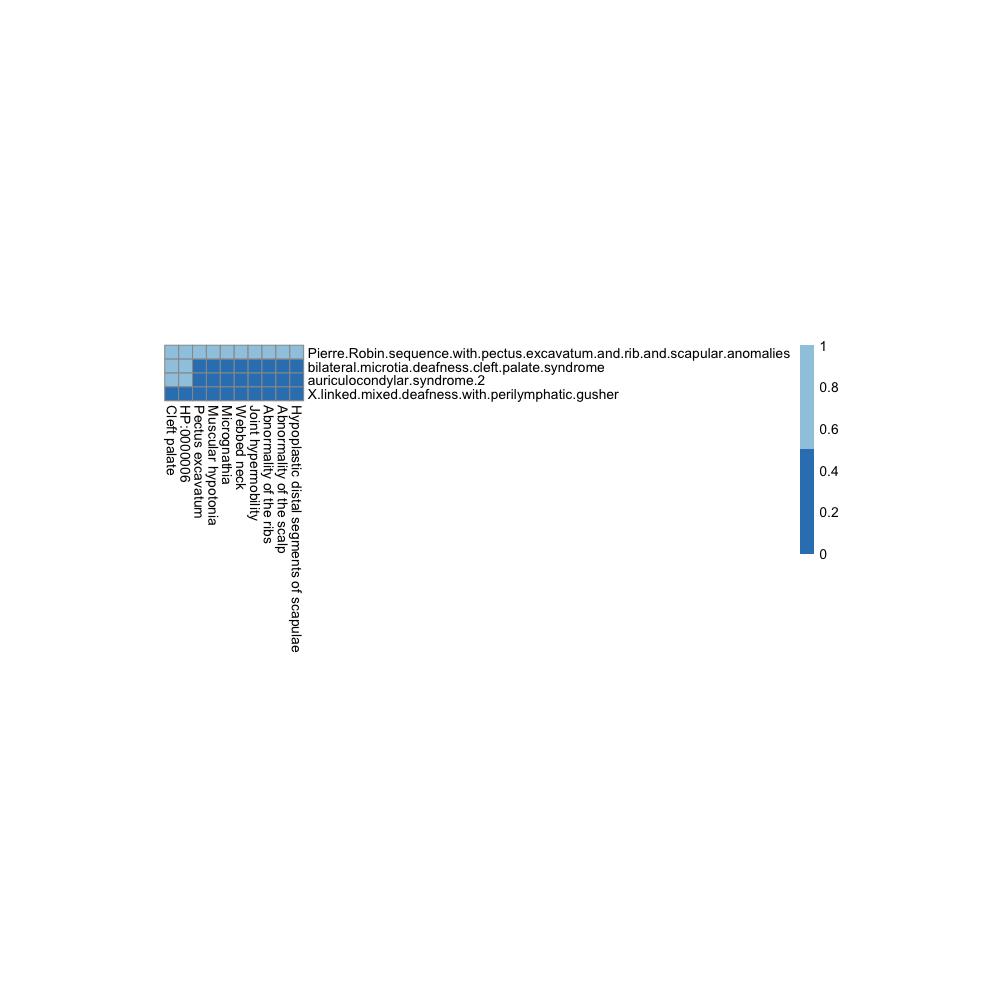 Pierre.Robin.sequence.with.pectus.excavatum.and.rib.and.scapular.anomalies
bilateral.microtia.deafness.cleft.palate.syndrome
auriculocondylar.syndrome.2
X.linked.mixed.deafness.with.perilymphatic.gusher
Cleft palate
HP:0000006
Pectus excavatum
Muscular hypotonia
Micrognathia
Webbed neck
Joint hypermobility
Abnormality of the ribs
Abnormality of the scalp
Hypoplastic distal segments of scapulae
1
0.8
0.6
0.4
0.2
0